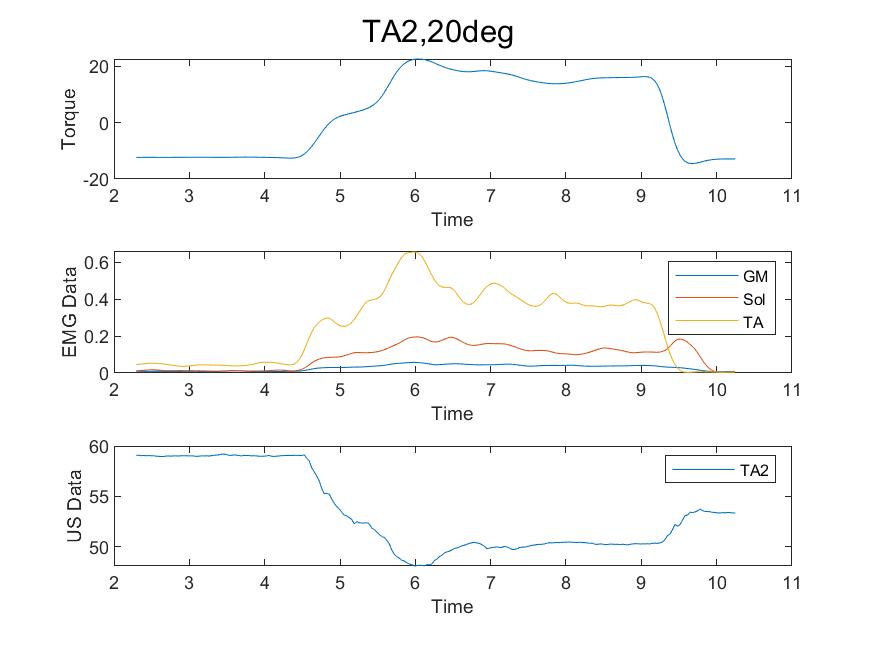 TA2,20deg
20
0
-20
Torque
2 3 4 5 6 7 8 9 10 11
Time
0.6
0.4
0.2
0
EMG Data
GM
Sol
TA
2 3 4 5 6 7 8 9 10 11
Time
60
55
50
US Data
TA2
2 3 4 5 6 7 8 9 10 11
Time